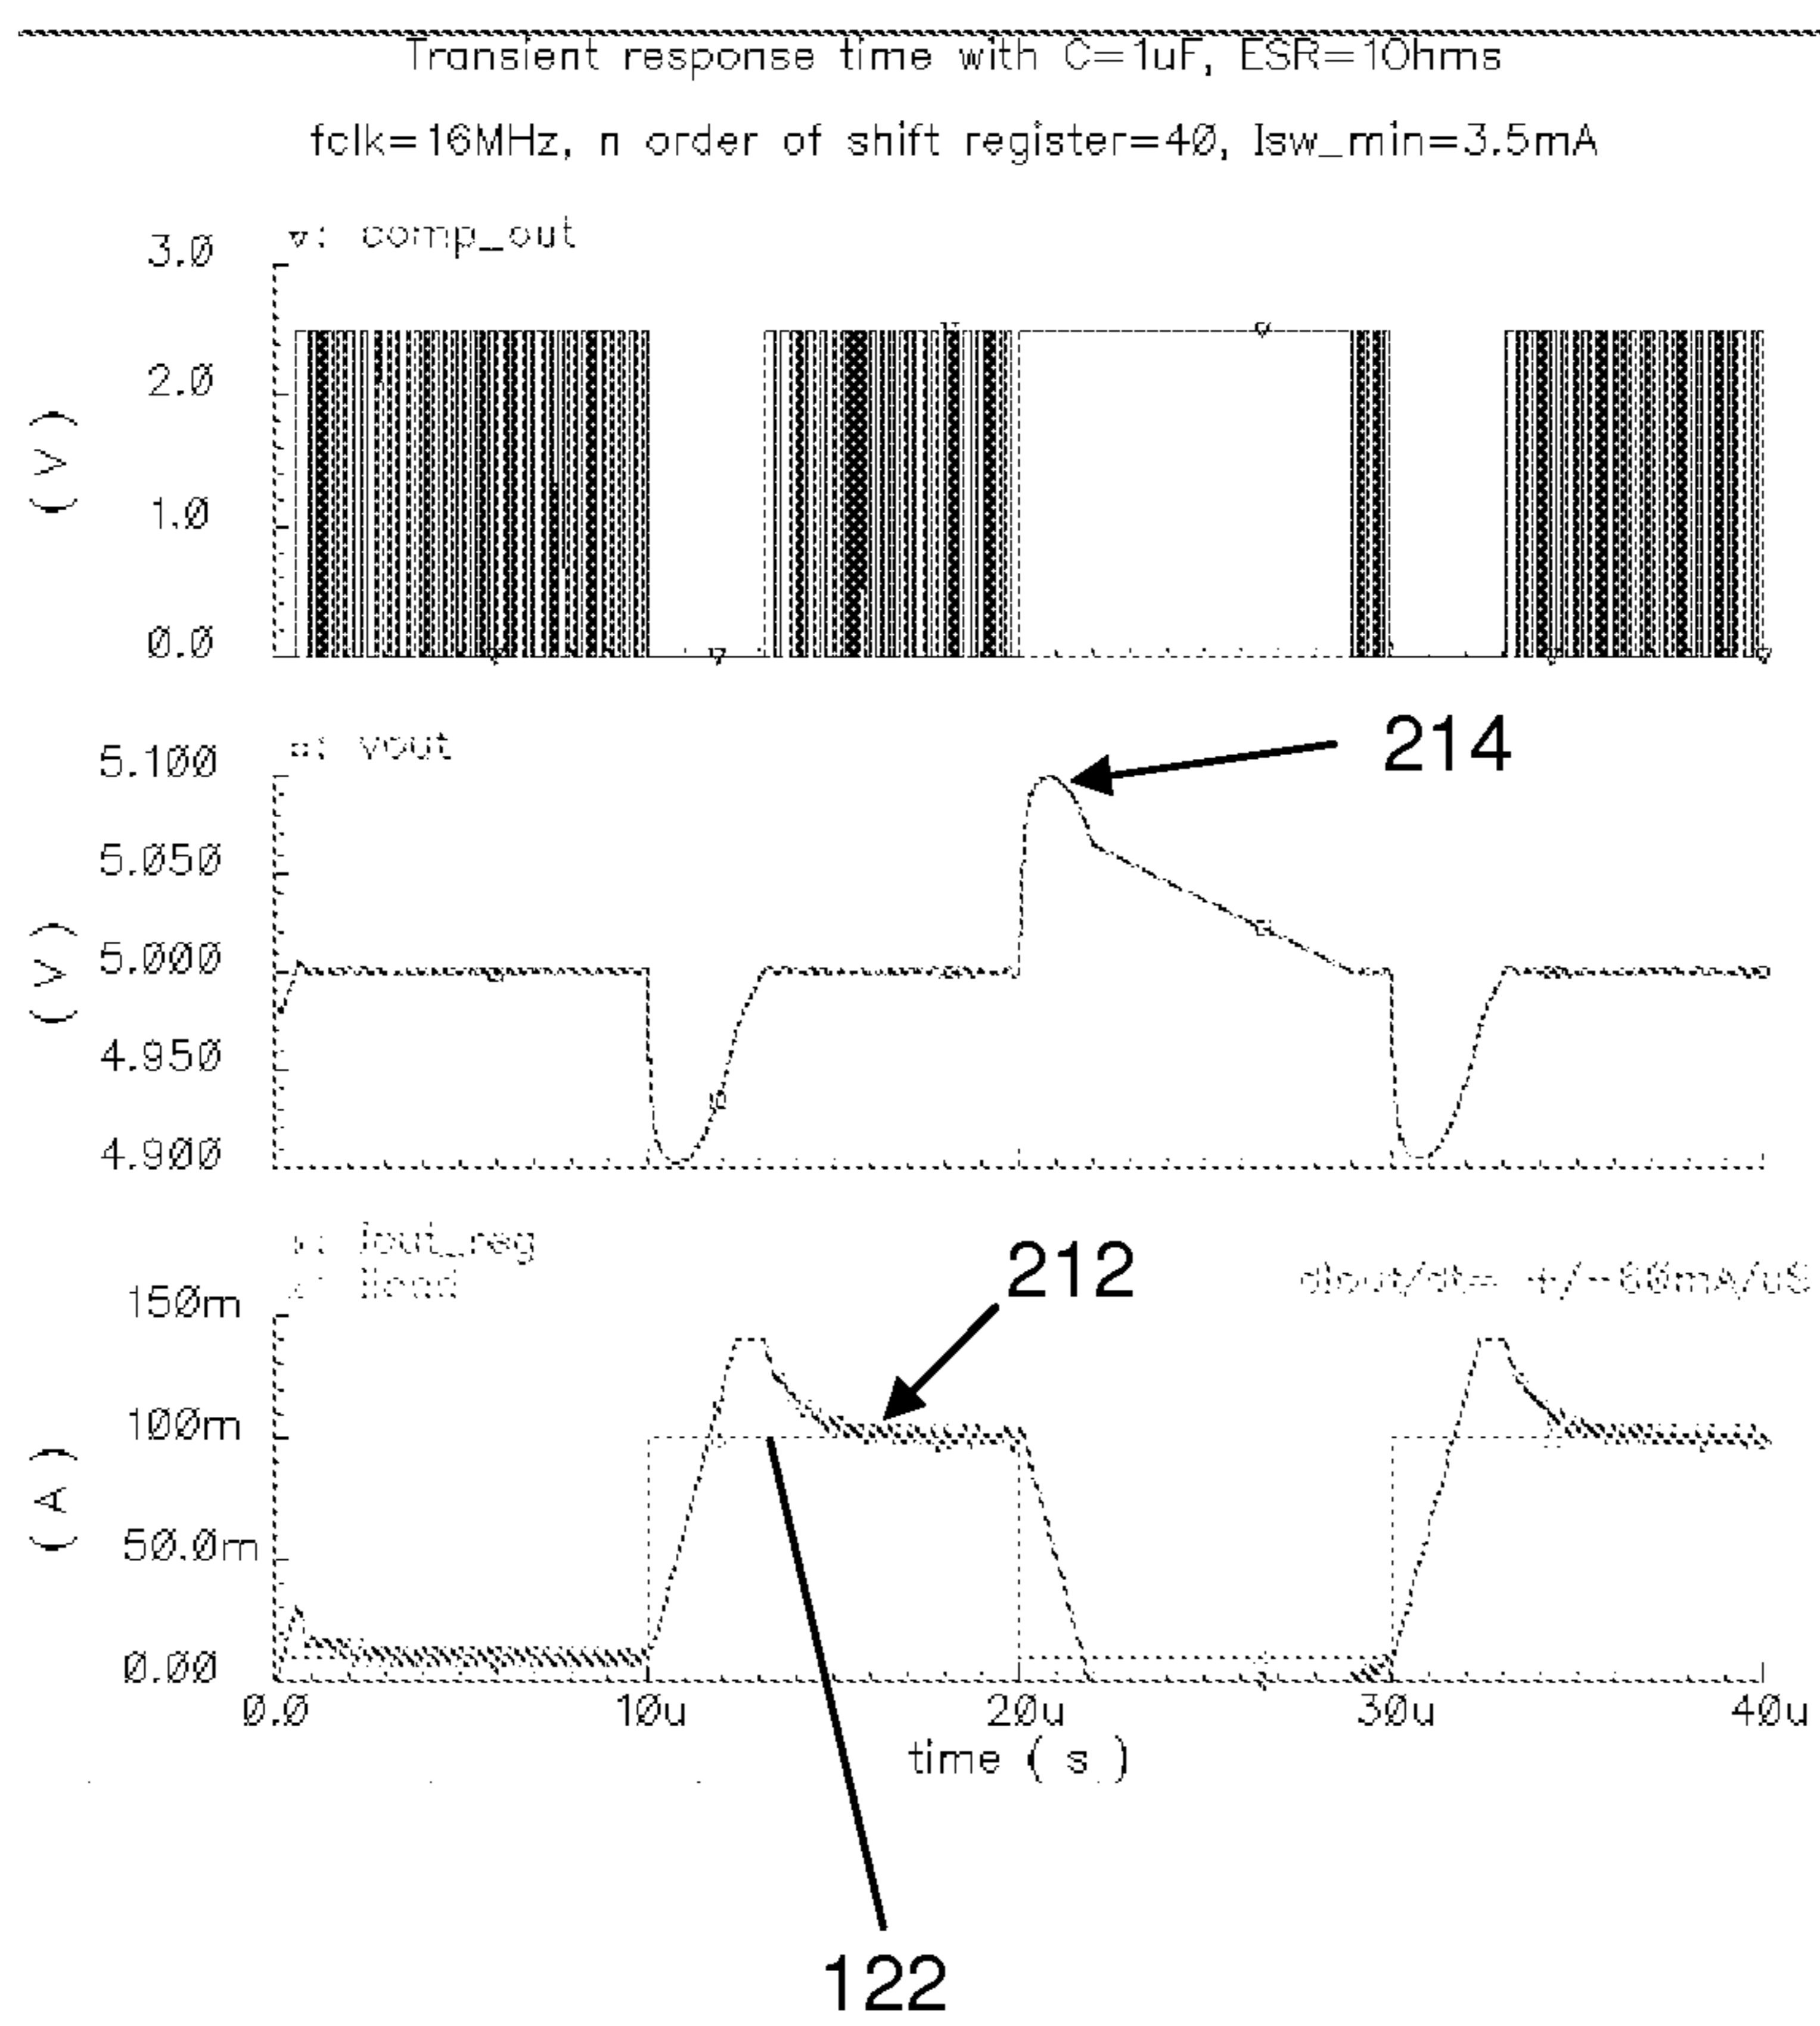 Transient response time with C=1uF, ESR=1Ohms
fclk=16MHz, n order of shift register=40, Isw_min=3.5mA
comp_out
3.0
2.0
1.0
0.0
(V)
vout
5.100
5.050
5.000
4.950
4.900
(V)
214
Iout_reg
Iload
dIout/dt= +/-60mA/uS
212
150m
100m
50.0m
0.00
(A)
0.0
10u
20u
30u
40u
time ( s )
122